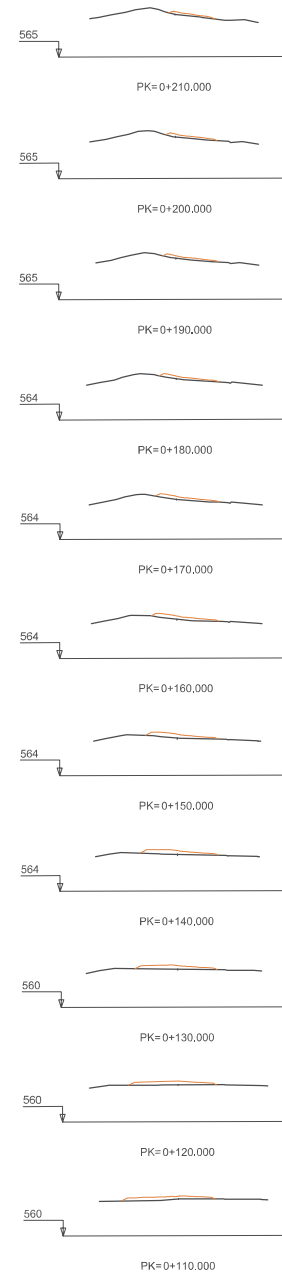 565
PK= 0+210.000
565
PK= 0+200.000
565
PK= 0+190.000
564
PK= 0+180.000
564
PK= 0+170.000
564
PK= 0+160.000
564
PK= 0+150.000
564
PK= 0+140.000
560
PK= 0+130.000
560
PK= 0+120.000
560
PK= 0+110.000